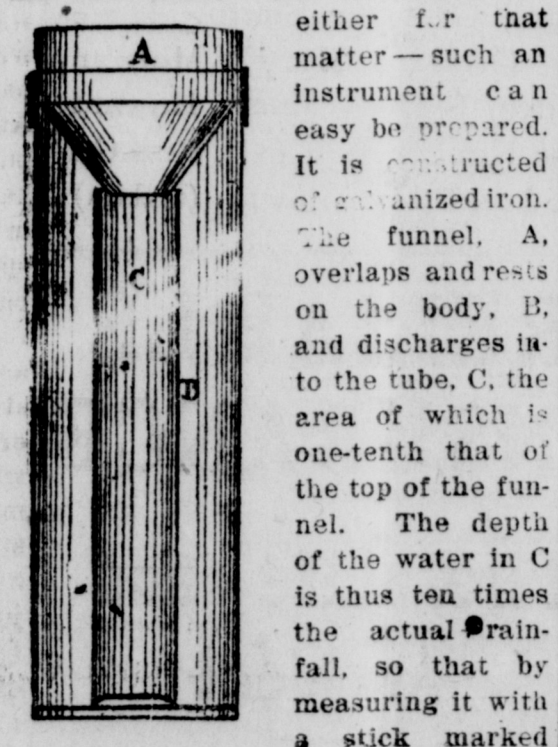 A
C
B
either for that
matter — such an
instrument can
easy be prepared.
It is constructed
of galvanized iron.
The funnel, A,
overlaps and rests
on the body, B,
and discharges in-
to the tube, C, the
area of which is
one-tenth that of
the top of the fun-
nel. The depth
of the water in C
is thus ten times
the actual rain-
fall, so that by
measuring it with
a stick marked